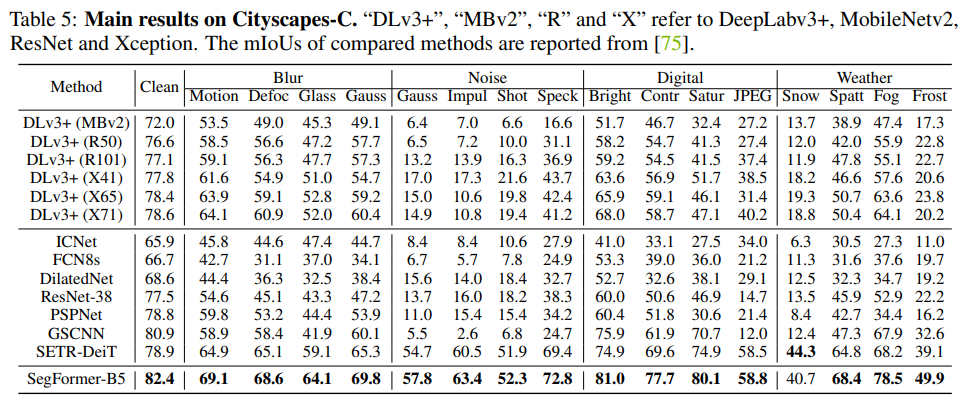 Table 5: Main results on Cityscapes-C. “DLv3+”, “MBv2”, “R” and “X” refer to DeepLabv3+, MobileNetv2,
ResNet and Xception. The mIoUs of compared methods are reported from [75].
Method Clean Blur Noise Digital Weather
Motion Defoc Glass Gauss Gauss Impul Shot Speck Bright Contr Satur JPEG Snow Spatt Fog Frost
DLv3+ (MBv2) 72.0 53.5 49.0 45.3 49.1 6.4 7.0 6.6 16.6 51.7 46.7 32.4 27.2 13.7 38.9 47.4 17.3
DLv3+ (R50) 76.6 58.5 56.6 47.2 57.7 6.5 7.2 10.0 31.1 58.2 54.7 41.3 27.4 12.0 42.0 55.9 22.8
DLv3+ (R101) 77.1 59.1 56.3 47.7 57.3 13.2 13.9 16.3 36.9 59.2 54.5 41.5 37.4 11.9 47.8 55.1 22.7
DLv3+ (X41) 77.8 61.6 54.9 51.0 54.7 17.0 17.3 21.6 43.7 63.6 56.9 51.7 38.5 18.2 46.6 57.6 20.6
DLv3+ (X65) 78.4 63.9 59.1 52.8 59.2 15.0 10.6 19.8 42.4 65.9 59.1 46.1 31.4 19.3 50.7 63.6 23.8
DLv3+ (X71) 78.6 64.1 60.9 52.0 60.4 14.9 10.8 19.4 41.2 68.0 58.7 47.1 40.2 18.8 50.4 64.1 20.2
ICNet 65.9 45.8 44.6 47.4 44.7 8.4 8.4 10.6 27.9 41.0 33.1 27.5 34.0 6.3 30.5 27.3 11.0
FCN8s 66.7 42.7 31.1 37.0 34.1 6.7 5.7 7.8 24.9 53.3 39.0 36.0 21.2 11.3 31.6 37.6 19.7
DilatedNet 68.6 44.4 36.3 32.5 38.4 15.6 14.0 18.4 32.7 52.7 32.6 38.1 29.1 12.5 32.3 34.7 19.2
ResNet-38 77.5 54.6 45.1 43.3 47.2 13.7 16.0 18.2 38.3 60.0 50.6 46.9 14.7 13.5 45.9 52.9 22.2
PSPNet 78.8 59.8 53.2 44.4 53.9 11.0 15.4 15.4 34.2 60.4 51.8 30.6 21.4 8.4 42.7 34.4 16.2
GSCNN 80.9 58.9 58.4 41.9 60.1 5.5 2.6 6.8 24.7 75.9 61.9 70.7 12.0 12.4 47.3 67.9 32.6
SETR-DeiT 78.9 64.9 65.1 59.1 65.3 54.7 60.5 51.9 69.4 74.9 69.6 74.9 58.5 44.3 64.8 68.2 39.1
SegFormer-B5 82.4 69.1 68.6 64.1 69.8 57.8 63.4 52.3 72.8 81.0 77.7 80.1 58.8 40.7 68.4 78.5 49.9